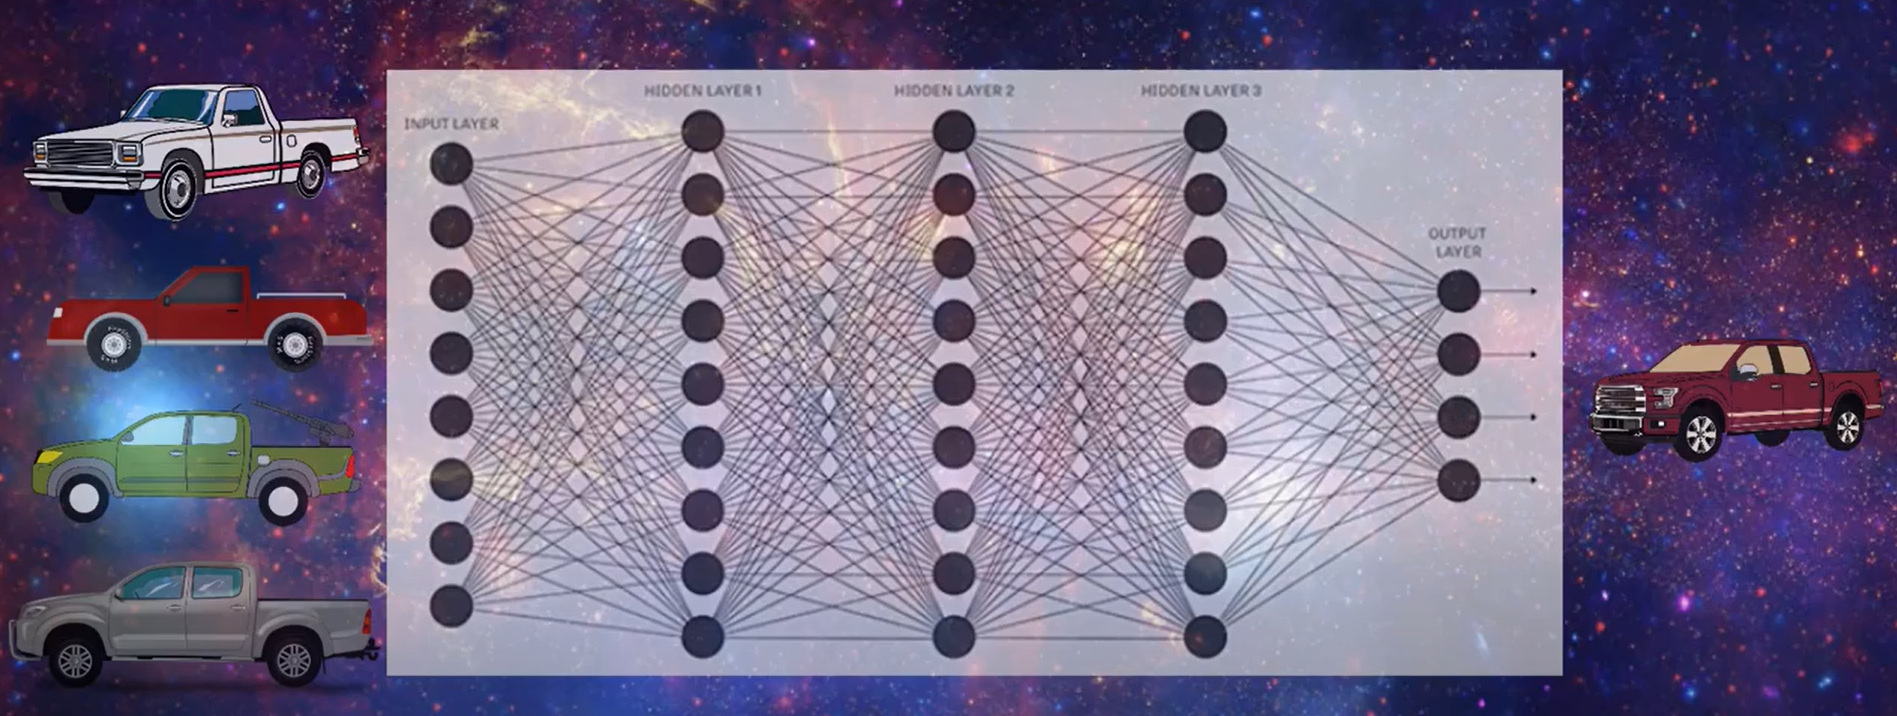 INPUT LAYER
HIDDEN LAYER 1
HIDDEN LAYER 2
HIDDEN LAYER 3
OUTPUT
LAYER